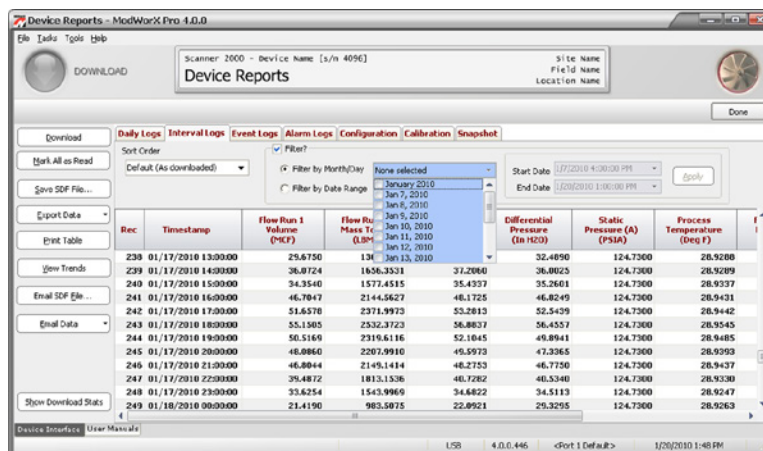 Device Reports - ModWorX Pro 4.0.0
File Tasks Tools Help
DOWNLOAD
Scanner 2000 - Device Name [s/n 4096]
Device Reports
Site Name
Field Name
Location Name
Done
Download
Mark All as Read
Save SDF File...
Export Data
Print Table
View Trends
Email SDF File...
Email Data
Show Download Stats
Daily Logs Interval Logs Event Logs Alarm Logs Configuration Calibration Snapshot
Sort Order
Default (As downloaded)
Filter?
Filter by Month/Day
Filter by Date Range
None selected
January 2010
Jan 7, 2010
Jan 8, 2010
Jan 9, 2010
Jan 10, 2010
Jan 11, 2010
Jan 12, 2010
Jan 13, 2010
Start Date 1/7/2010 4:00:00 PM
End Date 1/20/2010 1:00:00 PM
Apply
Rec Timestamp Flow Run 1 Volume (MCF) Flow Ru Mass To (LBM Differential Pressure (In H2O) Static Pressure (A) (PSIA) Process Temperature (Deg F)
238 01/17/2010 13:00:00 29.6750 136 32.4890 124.7300 28.9288
239 01/17/2010 14:00:00 36.0724 1656.3531 37.2060 36.0025 124.7300 28.9289
240 01/17/2010 15:00:00 34.3540 1577.4515 35.4337 35.2601 124.7300 28.9337
241 01/17/2010 16:00:00 46.7047 2144.5627 48.1725 46.8249 124.7300 28.9431
242 01/17/2010 17:00:00 51.6578 2371.9973 53.2813 52.5439 124.7300 28.9442
243 01/17/2010 18:00:00 55.1505 2532.3723 56.8837 56.4557 124.7300 28.9545
244 01/17/2010 19:00:00 50.5169 2319.6116 52.1045 49.8941 124.7300 28.9485
245 01/17/2010 20:00:00 48.0860 2207.9910 49.5973 47.3365 124.7300 28.9393
246 01/17/2010 21:00:00 46.8044 2149.1414 48.2753 46.7750 124.7300 28.9437
247 01/17/2010 22:00:00 39.4872 1813.1536 40.7282 40.5340 124.7300 28.9330
248 01/17/2010 23:00:00 33.6254 1543.9969 34.6822 34.5113 124.7300 28.9247
249 01/18/2010 00:00:00 21.4190 983.5075 22.0921 29.3295 124.7300 28.9263
Device Interface User Manuals
USB 4.0.0.446 <Port 1 Default> 1/20/2010 1:48 PM